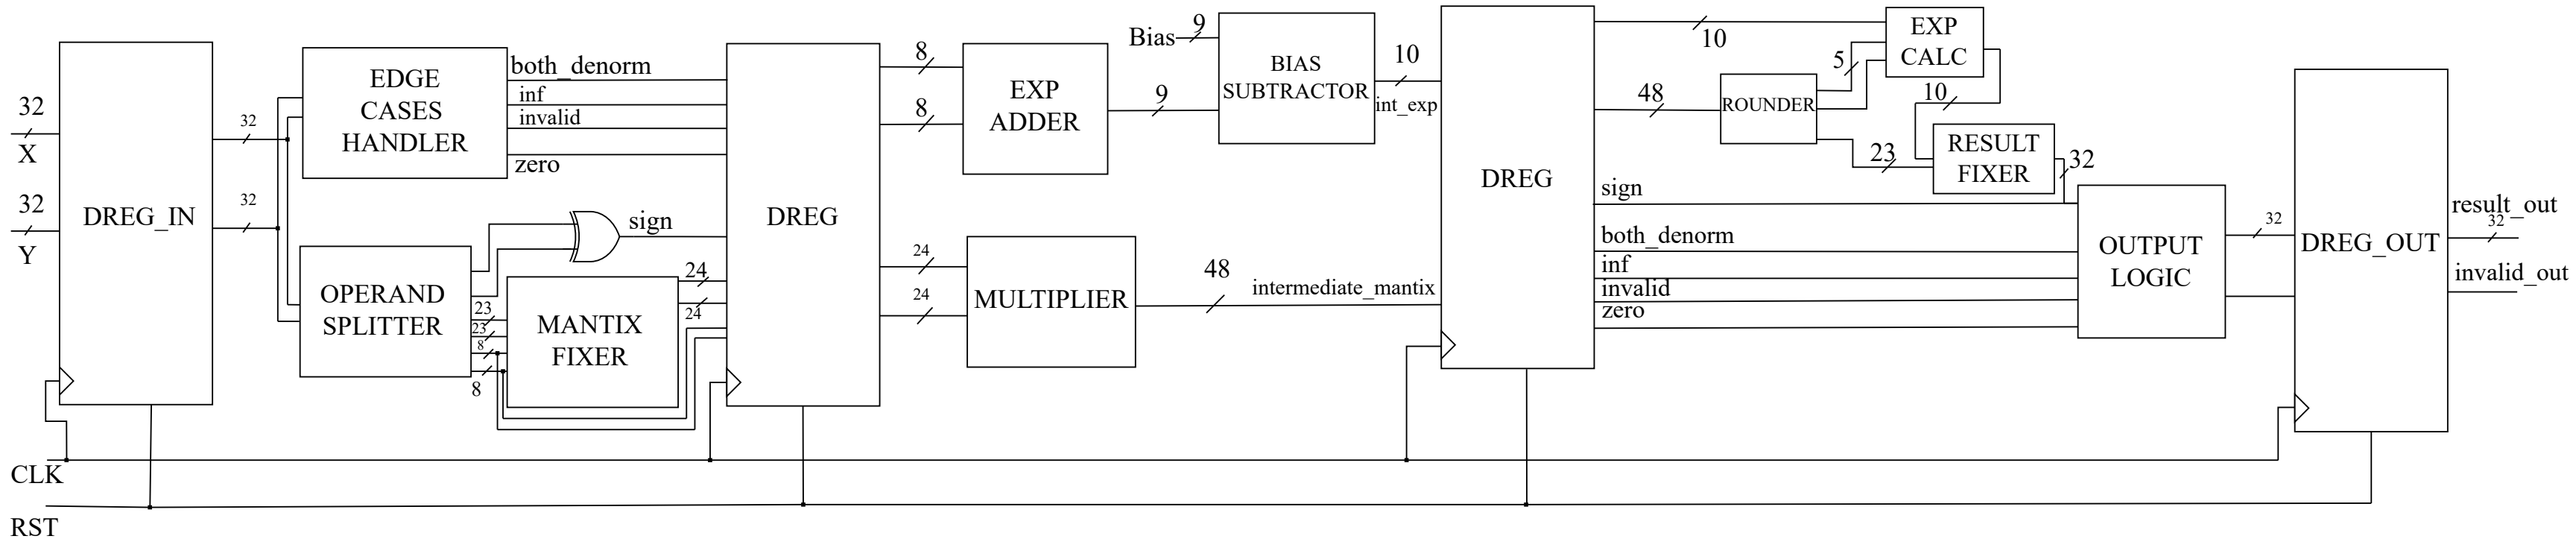 32
X
32
Y
DREG_IN
32
32
EDGE
CASES
HANDLER
both_denorm
inf
invalid
zero
OPERAND
SPLITTER
sign
23
23
8
8
MANTIX
FIXER
24
24
DREG
8
8
EXP
ADDER
9
Bias
9
BIAS
SUBTRACTOR
10
int_exp
24
24
MULTIPLIER
48
intermediate_mantix
DREG
10
48
ROUNDER
5
EXP
CALC
10
23
RESULT
FIXER
32
sign
both_denorm
inf
invalid
zero
OUTPUT
LOGIC
32
DREG_OUT
result_out
32
invalid_out
CLK
RST